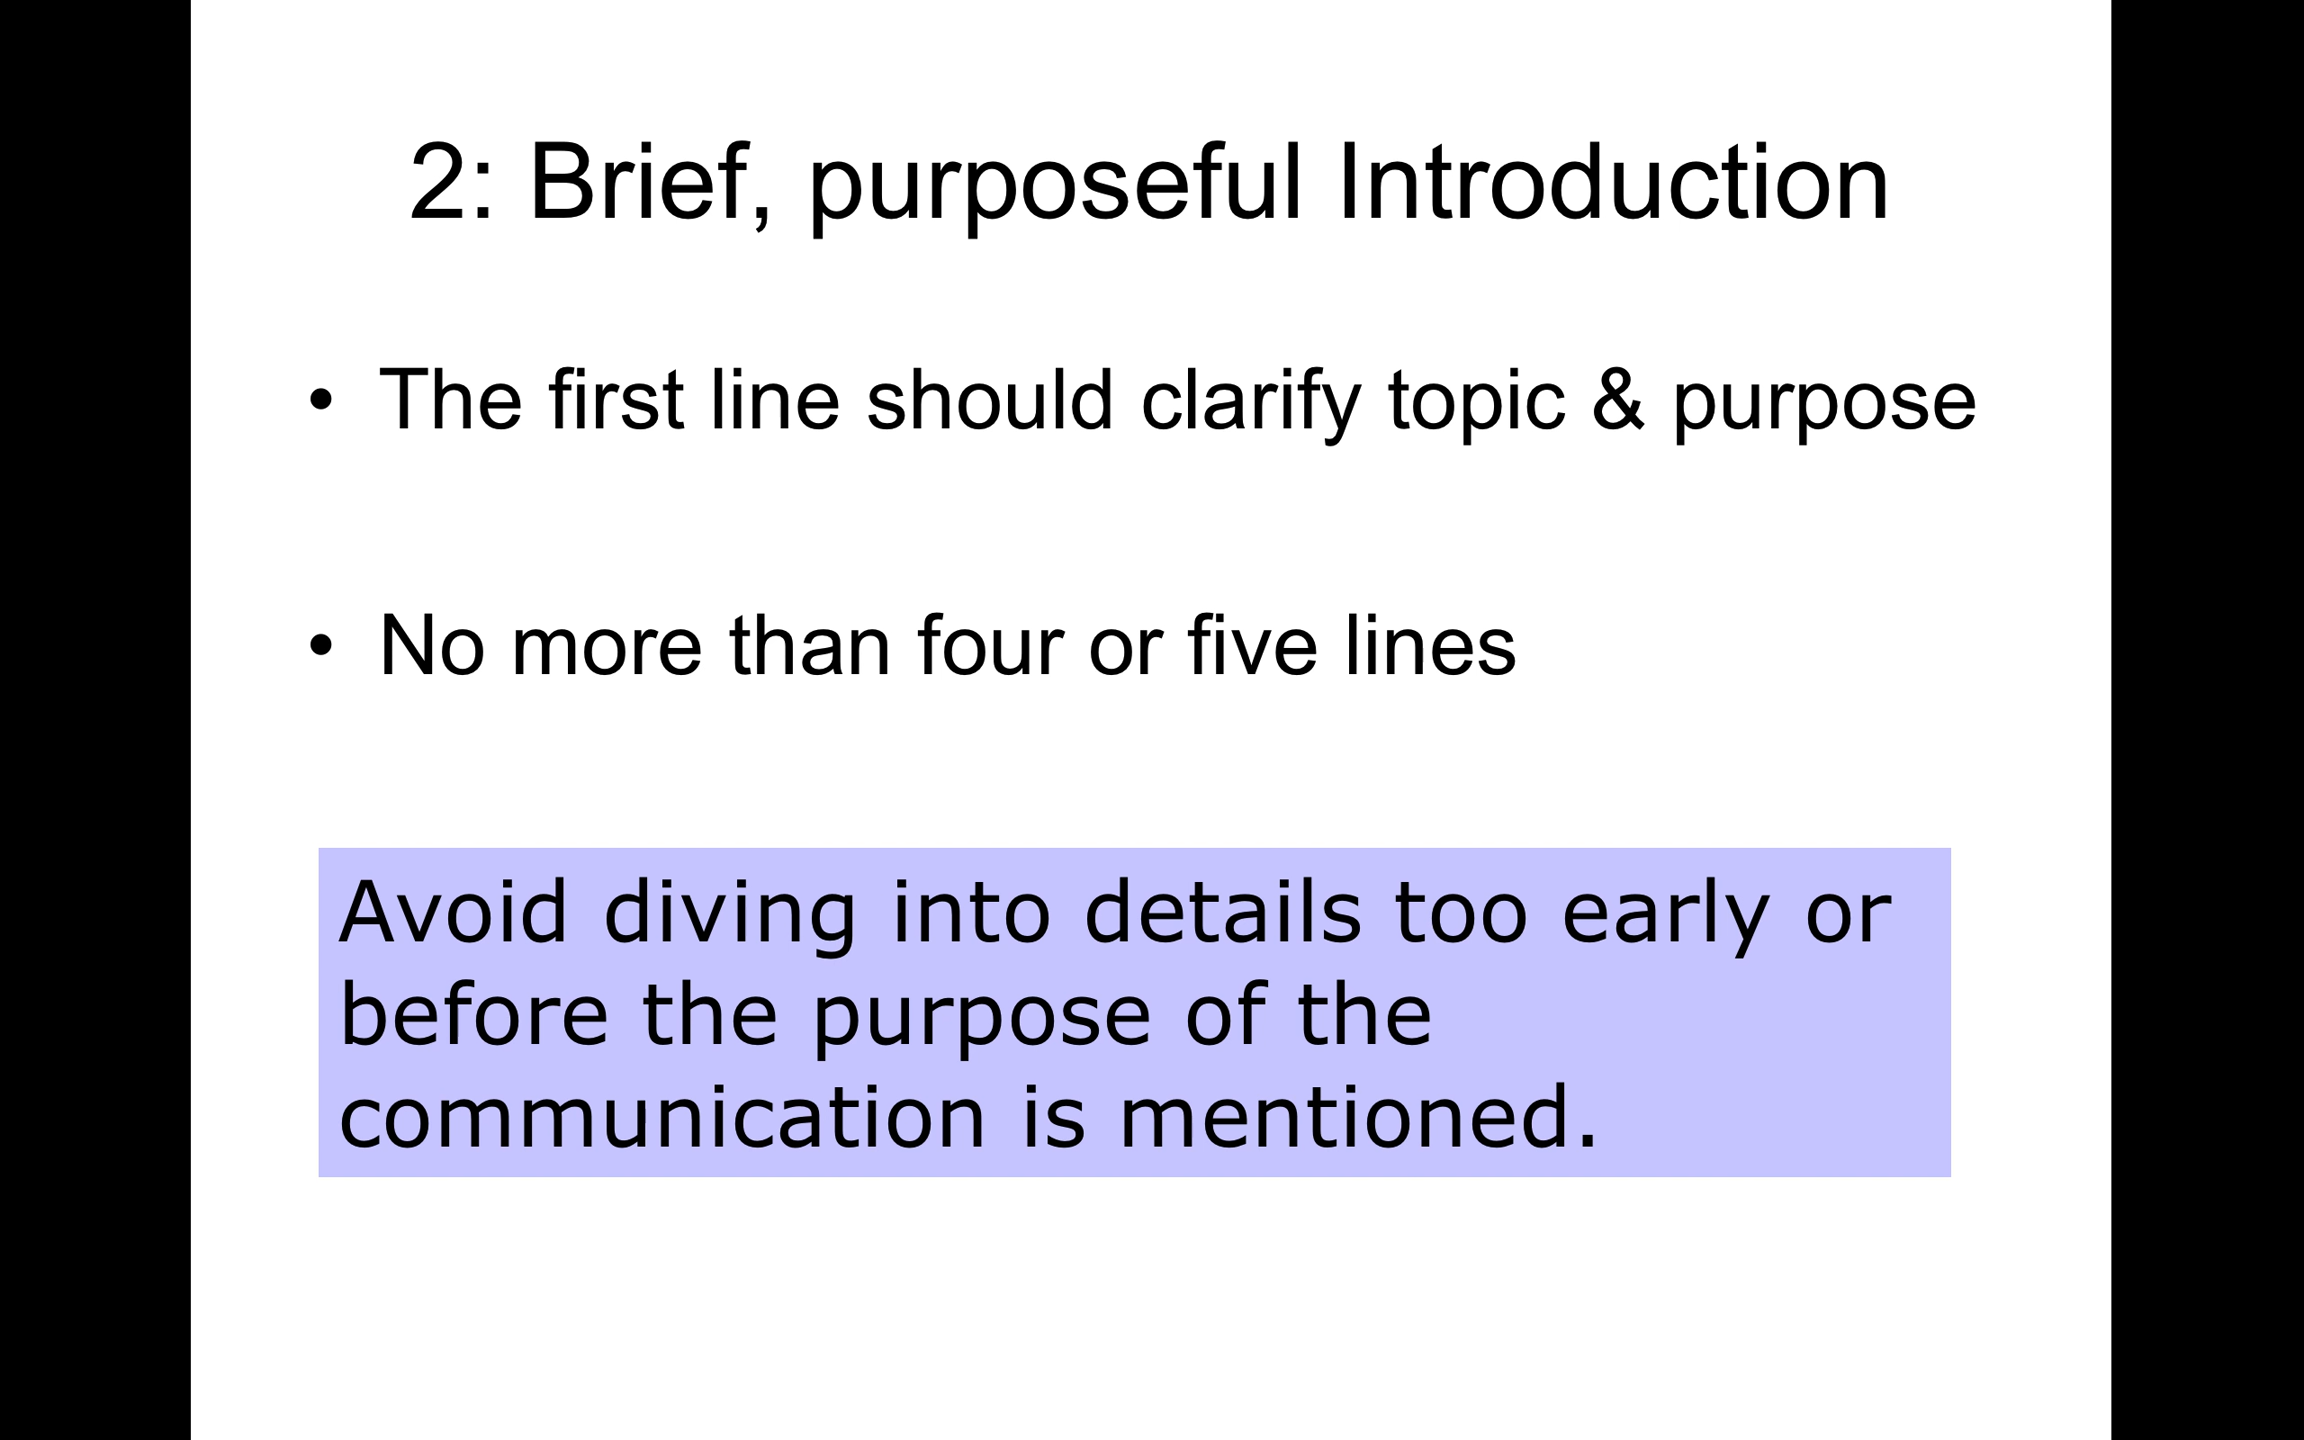 2: Brief, purposeful Introduction
• The first line should clarify topic & purpose
• No more than four or five lines
Avoid diving into details too early or
before the purpose of the
communication is mentioned.